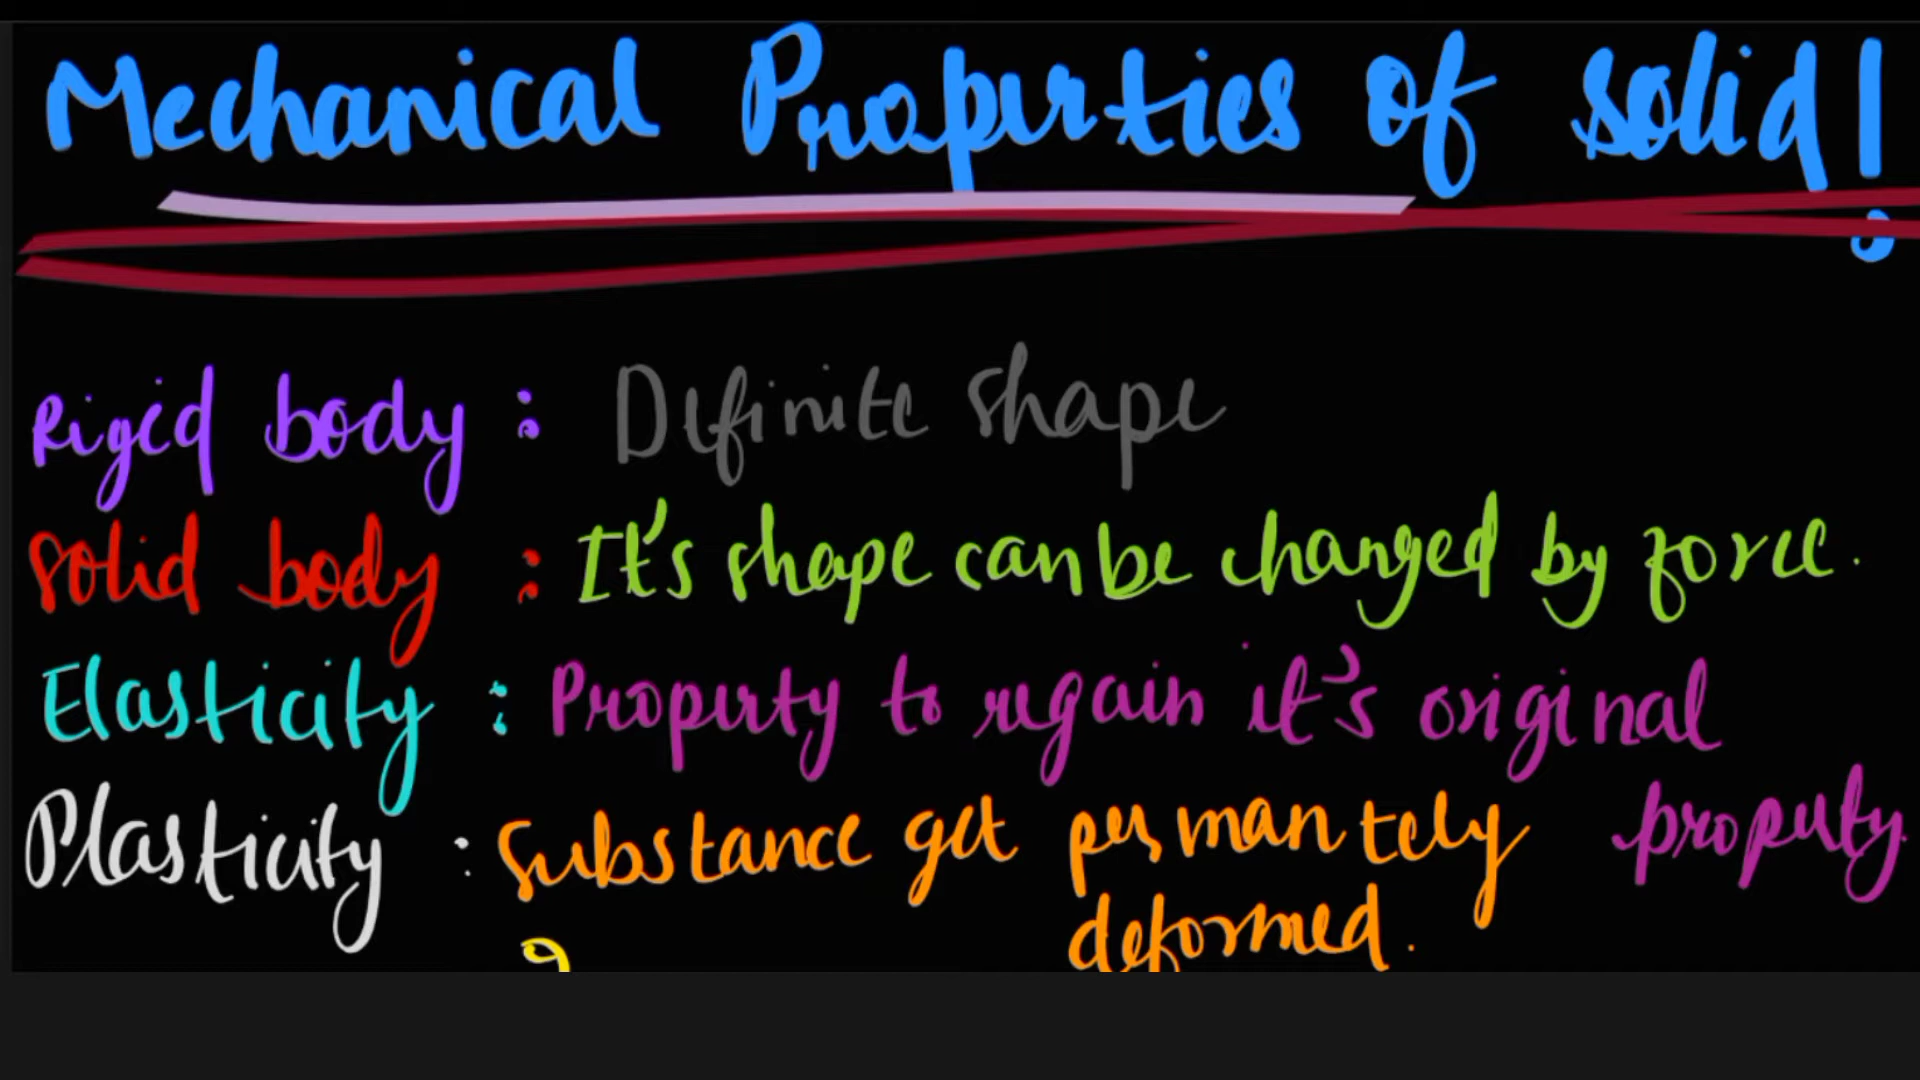 Mechanical Properties of solid!
Rigid body : Definite shape
Solid body : It's shape can be changed by force.
Elasticity : Property to regain it's original property.
Plasticity : Substance get permantely deformed.